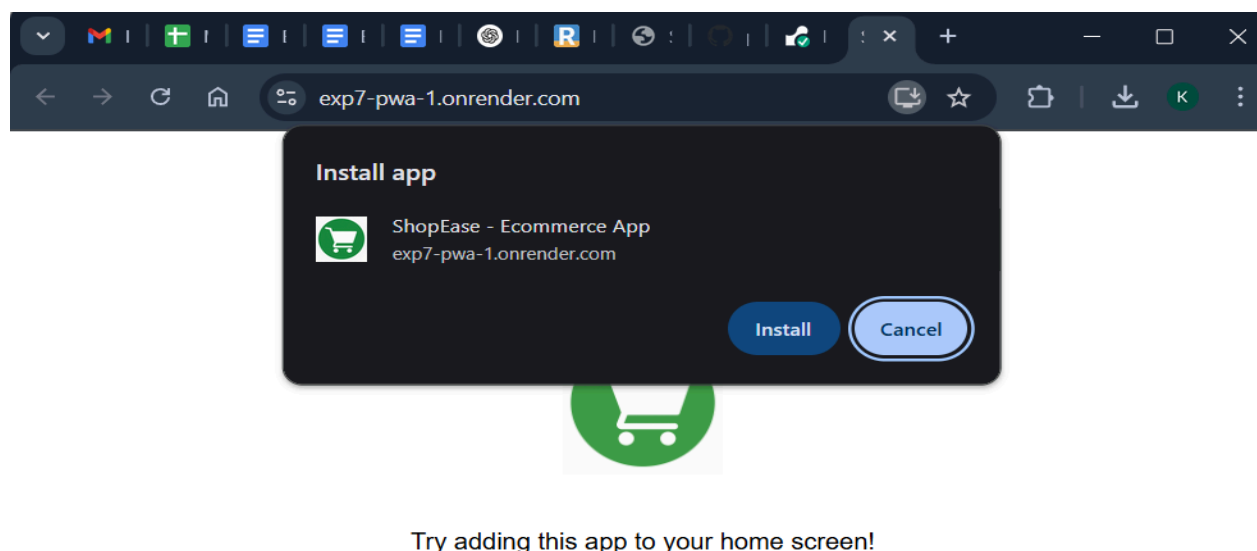 exp7-pwa-1.onrender.com
K
Install app
ShopEase - Ecommerce App
exp7-pwa-1.onrender.com
Install Cancel
Try adding this app to your home screen!